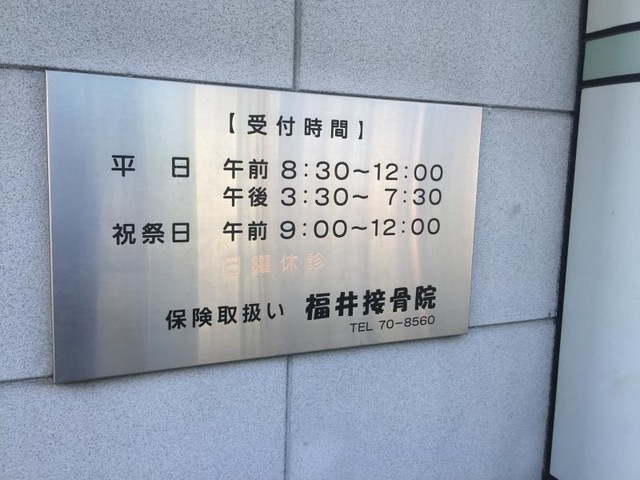 【受付時間】
平日 午前 8:30～12:00
午後 3:30～ 7:30
祝祭日 午前 9:00～12:00
日曜休診
保険取扱い 福井接骨院
TEL 70-8560